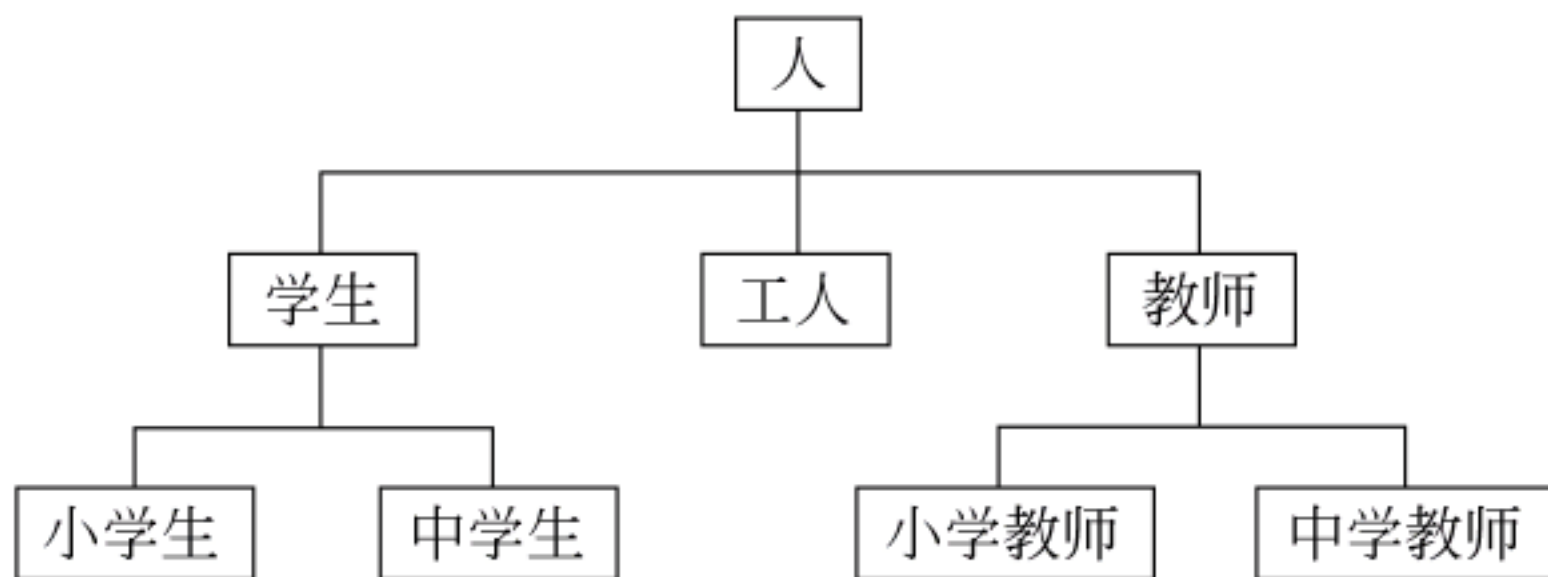 人
学生 工人 教师
小学生 中学生 小学教师 中学教师